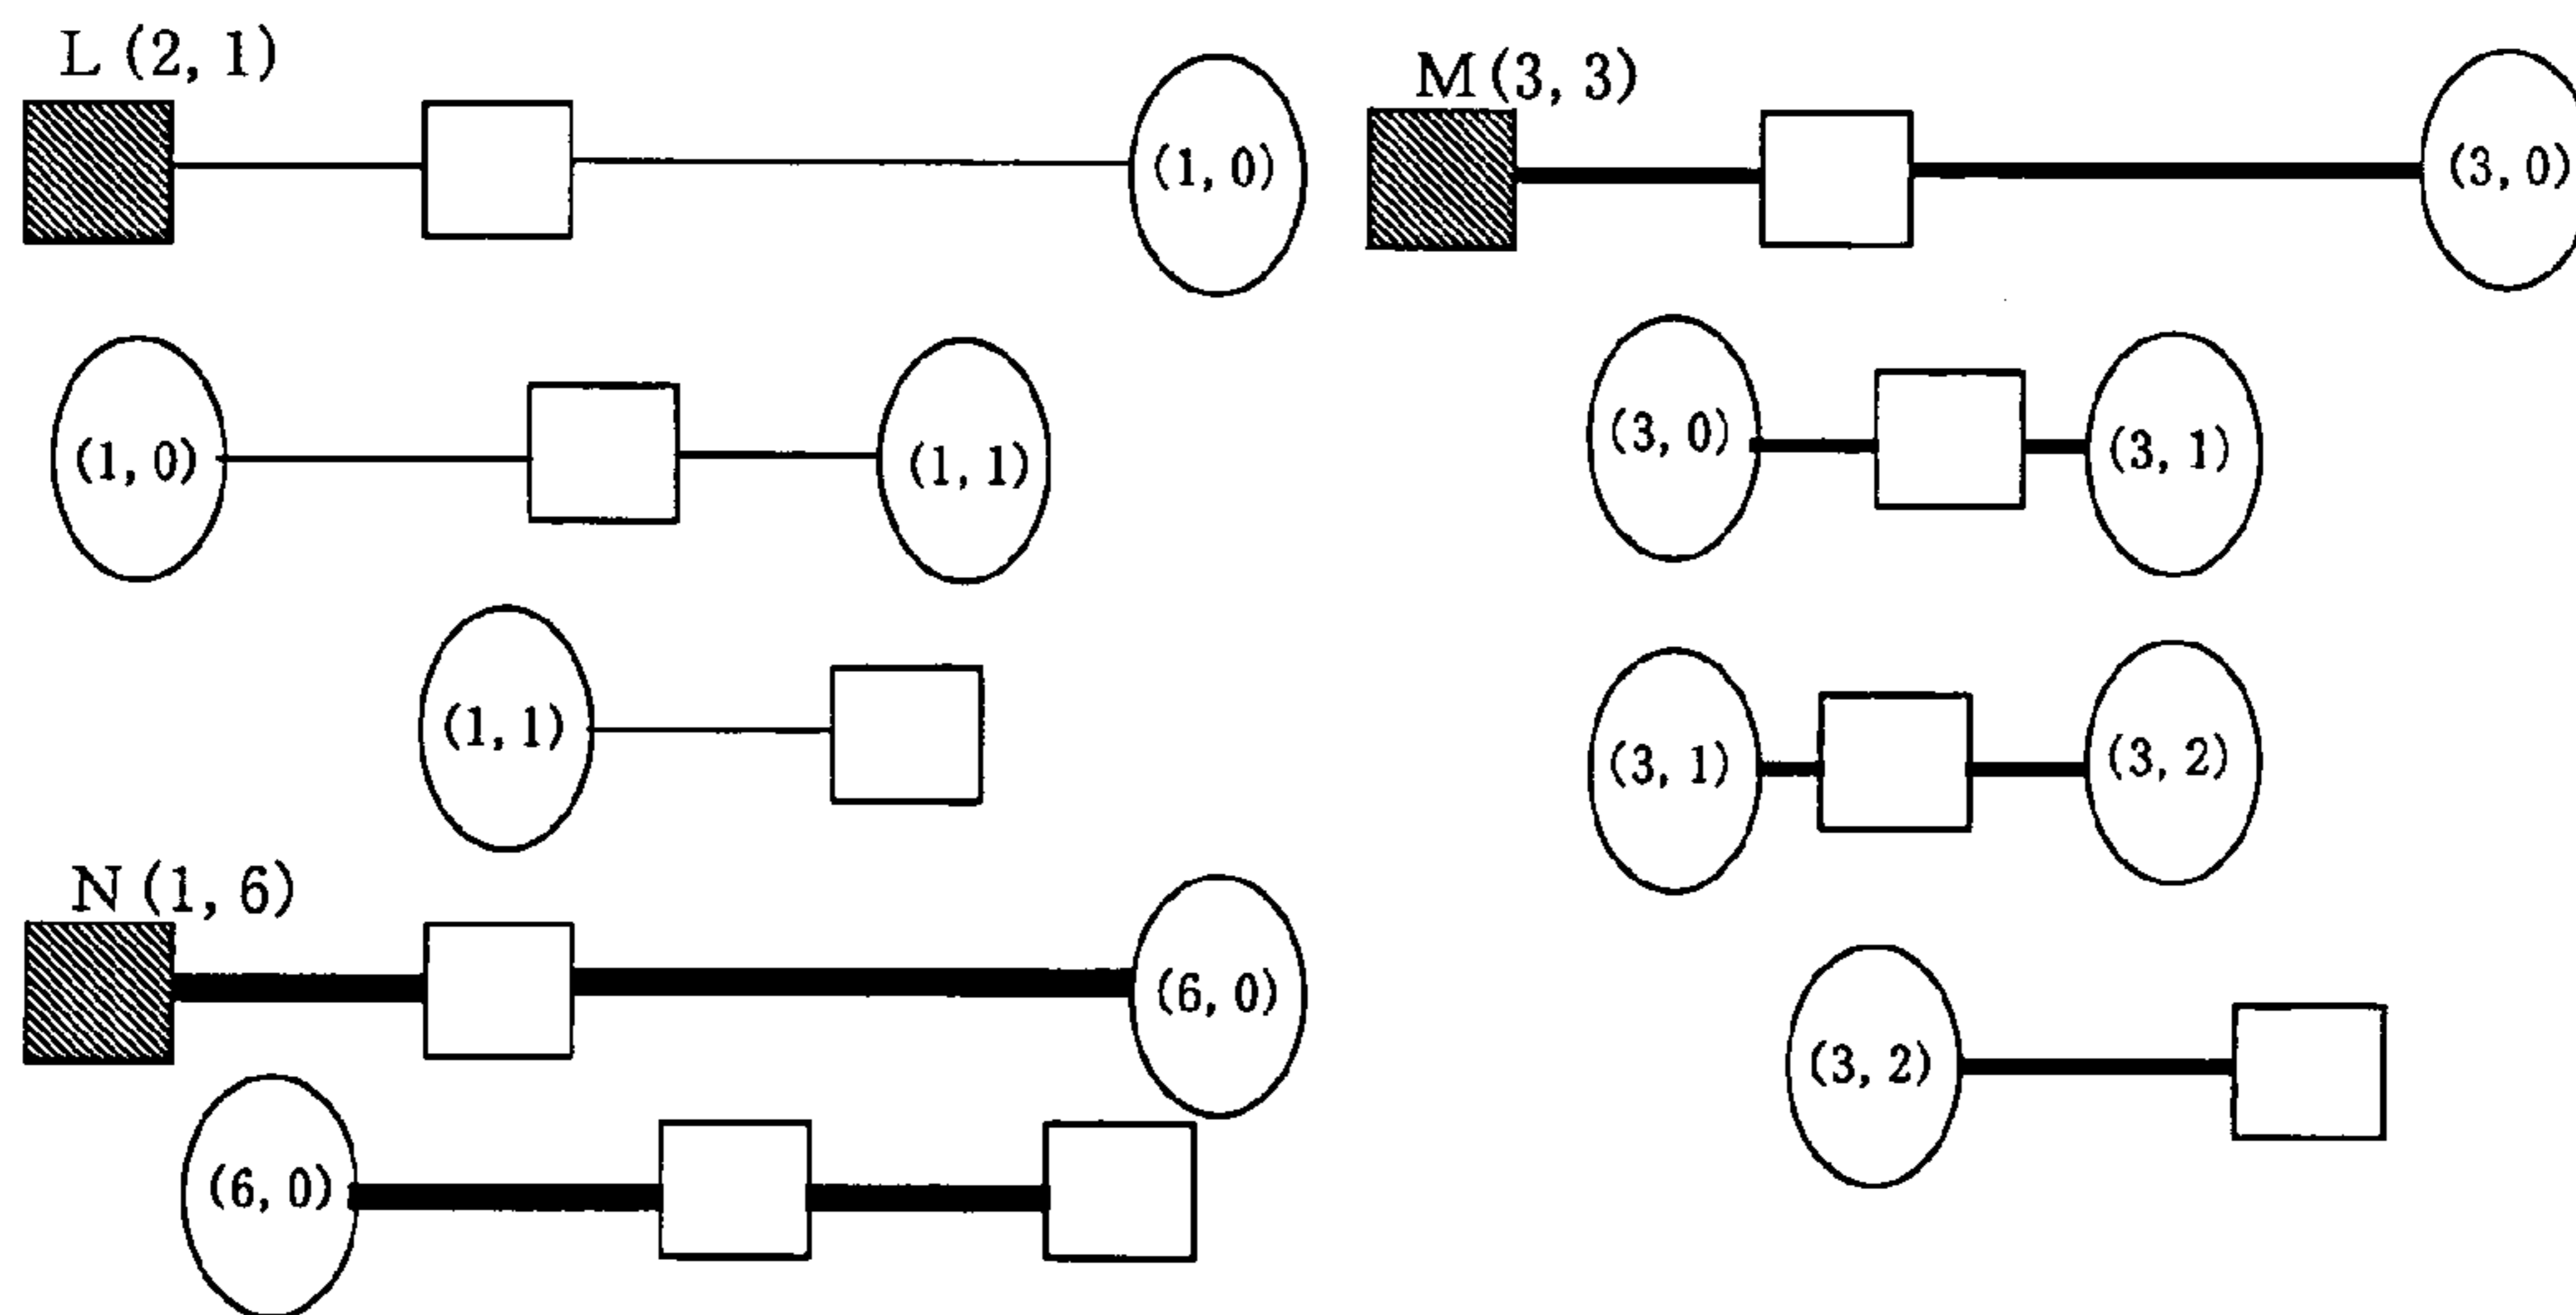 L (2, 1)
(1, 0)
(1, 0) (1, 1)
(1, 1)
N (1, 6)
(6, 0)
(6, 0)
M (3, 3)
(3, 0)
(3, 0) (3, 1)
(3, 1) (3, 2)
(3, 2)